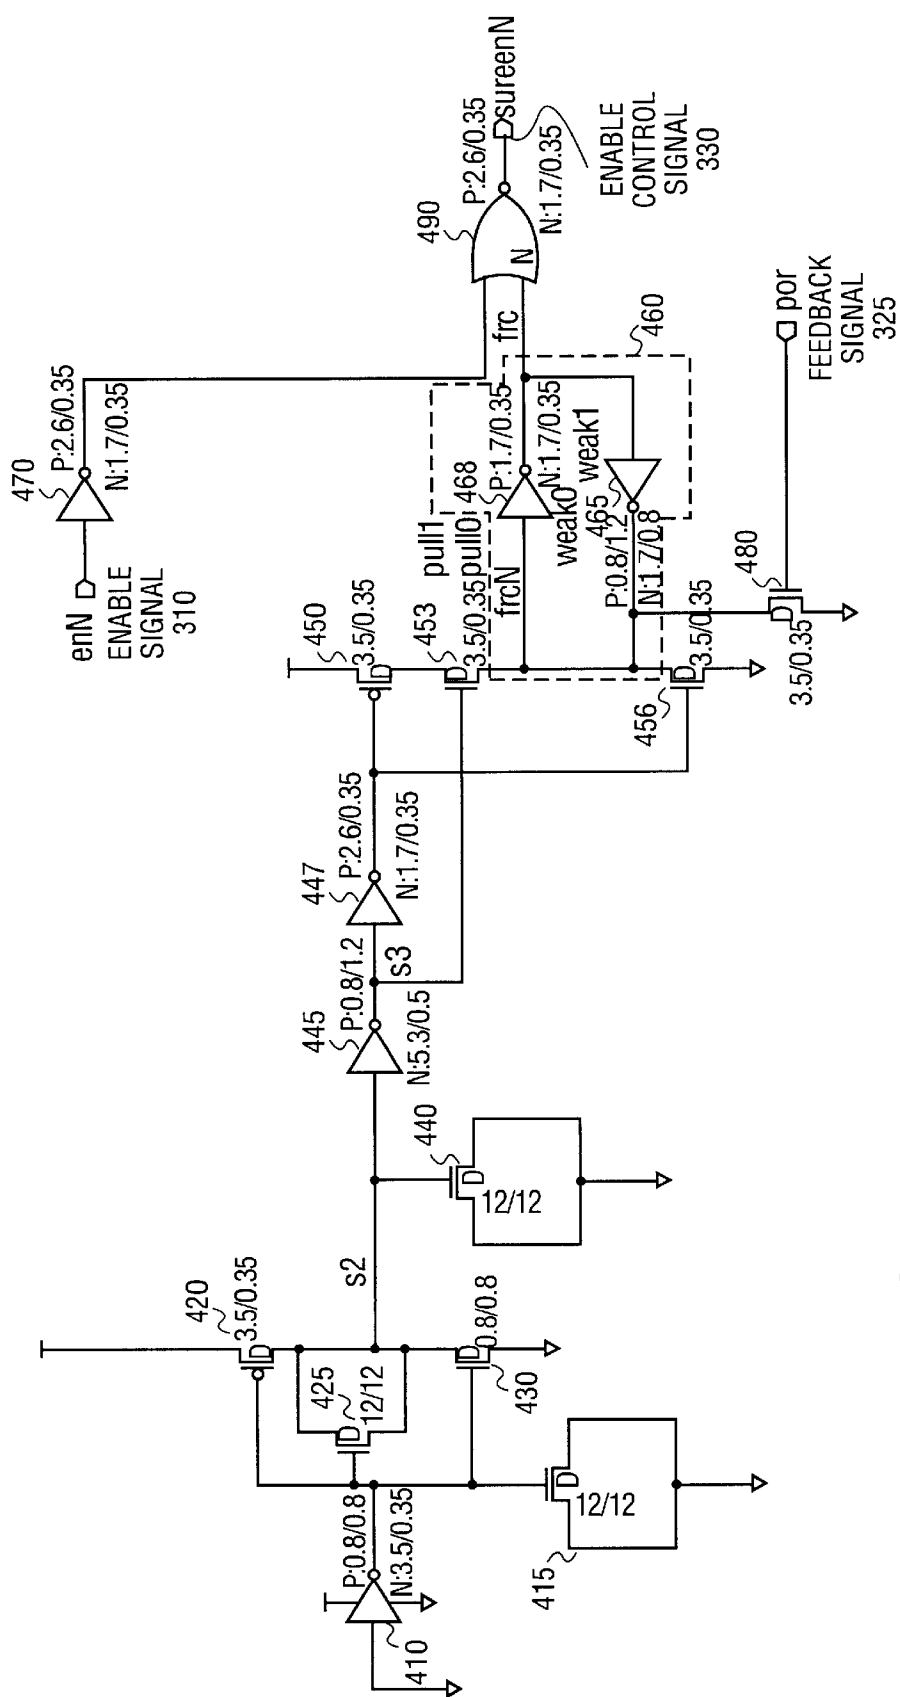 enN
ENABLE
SIGNAL
310
470
P:2.6/0.35
N:1.7/0.35
490
P:2.6/0.35
N:1.7/0.35
N
sureenN
ENABLE
CONTROL
SIGNAL
330
frc
450
3.5/0.35
453
3.5/0.35
pull1
pull0
468
P:1.7/0.35
N:1.7/0.35
frcN
weak0
weak1
465
P:0.8/1.2
N:1.7/0.8
460
456
3.5/0.35
480
3.5/0.35
por
FEEDBACK
SIGNAL
325
447
P:2.6/0.35
N:1.7/0.35
s3
445
P:0.8/1.2
N:5.3/0.5
440
12/12
s2
420
3.5/0.35
425
12/12
0.8/0.8
430
P:0.8/0.8
N:3.5/0.35
410
12/12
415
D
D
D
D
D
D
D
D
D